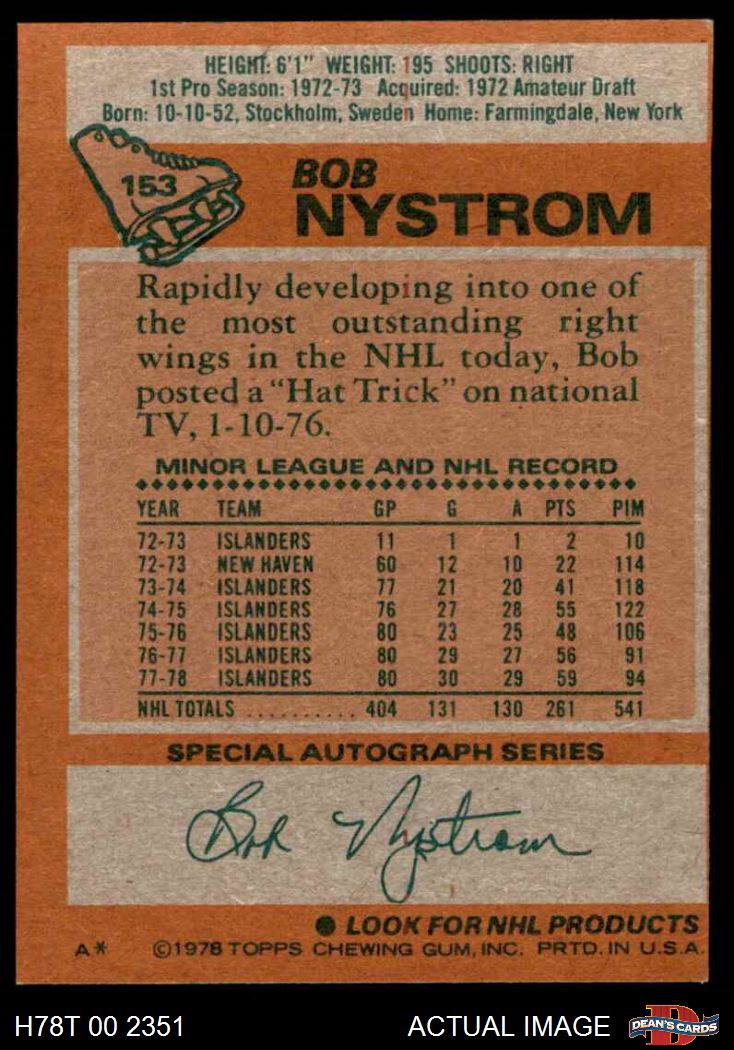 HEIGHT: 6'1" WEIGHT: 195 SHOOTS: RIGHT
1st Pro Season: 1972-73 Acquired: 1972 Amateur Draft
Born: 10-10-52, Stockholm, Sweden Home: Farmingdale, New York
153
BOB
NYSTROM
Rapidly developing into one of
the most outstanding right
wings in the NHL today, Bob
posted a "Hat Trick" on national
TV, 1-10-76.
MINOR LEAGUE AND NHL RECORD
YEAR TEAM GP G A PTS PIM
72-73 ISLANDERS 11 1 1 2 10
72-73 NEW HAVEN 60 12 10 22 114
73-74 ISLANDERS 77 21 20 41 118
74-75 ISLANDERS 76 27 28 55 122
75-76 ISLANDERS 80 23 25 48 106
76-77 ISLANDERS 80 29 27 56 91
77-78 ISLANDERS 80 30 29 59 94
NHL TOTALS .......... 404 131 130 261 541
SPECIAL AUTOGRAPH SERIES
Bob Nystrom
● LOOK FOR NHL PRODUCTS
A* ©1978 TOPPS CHEWING GUM, INC. PRTD. IN U.S.A.
H78T 00 2351 ACTUAL IMAGE DEAN'S CARDS